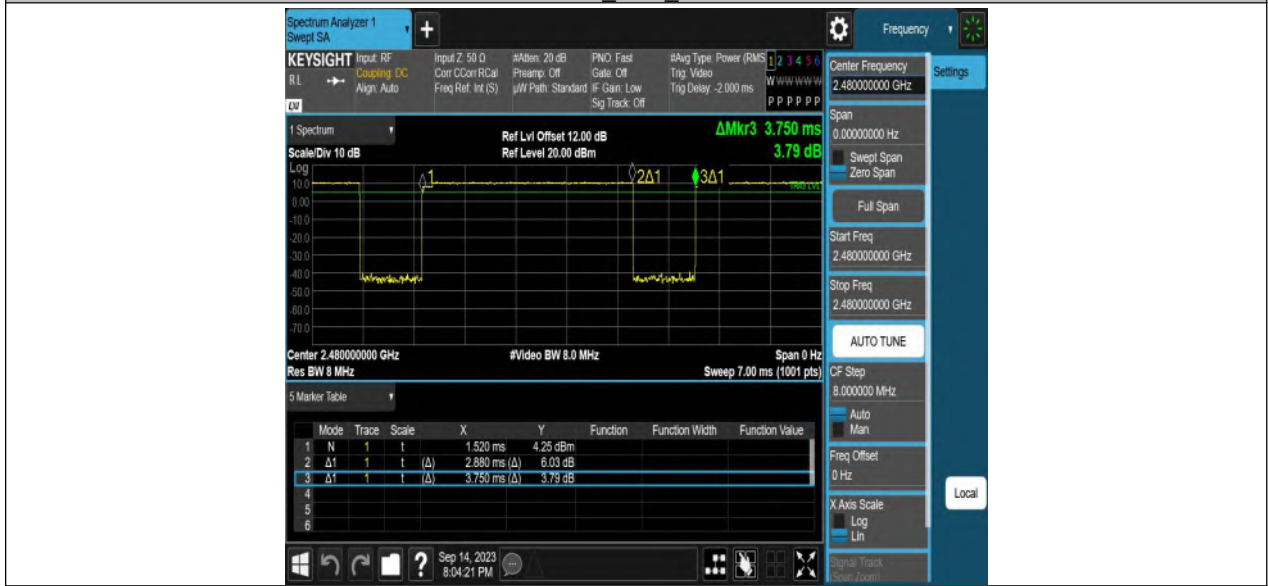 Spectrum Analyzer 1
Swept SA
+
Frequency
KEYSIGHT Input: RF Input Z: 50 Ω #Atten: 20 dB PNO: Fast #Avg Type: Power (RMS 1 2 3 4 5 6
RL Coupling: DC Corr CCorr RCal Preamp: Off Gate: Off Trig: Video W W W W W W
Align: Auto Freq Ref: Int (S) µW Path: Standard IF Gain: Low Trig Delay: -2.000 ms P P P P P P
Sig Track: Off
LXI
1 Spectrum
Scale/Div 10 dB
Ref Lvl Offset 12.00 dB
Ref Level 20.00 dBm
ΔMkr3 3.750 ms
3.79 dB
Log
10.0
0.00
-10.0
-20.0
-30.0
-40.0
-50.0
-60.0
-70.0
1
2Δ1
3Δ1
TRIG LVL
Center 2.480000000 GHz #Video BW 8.0 MHz Span 0 Hz
Res BW 8 MHz Sweep 7.00 ms (1001 pts)
5 Marker Table
Mode Trace Scale X Y Function Function Width Function Value
1 N 1 t 1.520 ms 4.25 dBm
2 Δ1 1 t (Δ) 2.880 ms (Δ) 6.03 dB
3 Δ1 1 t (Δ) 3.750 ms (Δ) 3.79 dB
4
5
6
? Sep 14, 2023
8:04:21 PM
Center Frequency
2.480000000 GHz
Settings
Span
0.00000000 Hz
Swept Span
Zero Span
Full Span
Start Freq
2.480000000 GHz
Stop Freq
2.480000000 GHz
AUTO TUNE
CF Step
8.000000 MHz
Auto
Man
Freq Offset
0 Hz
X Axis Scale
Log
Lin
Local
Signal Track
(Span Zoom)